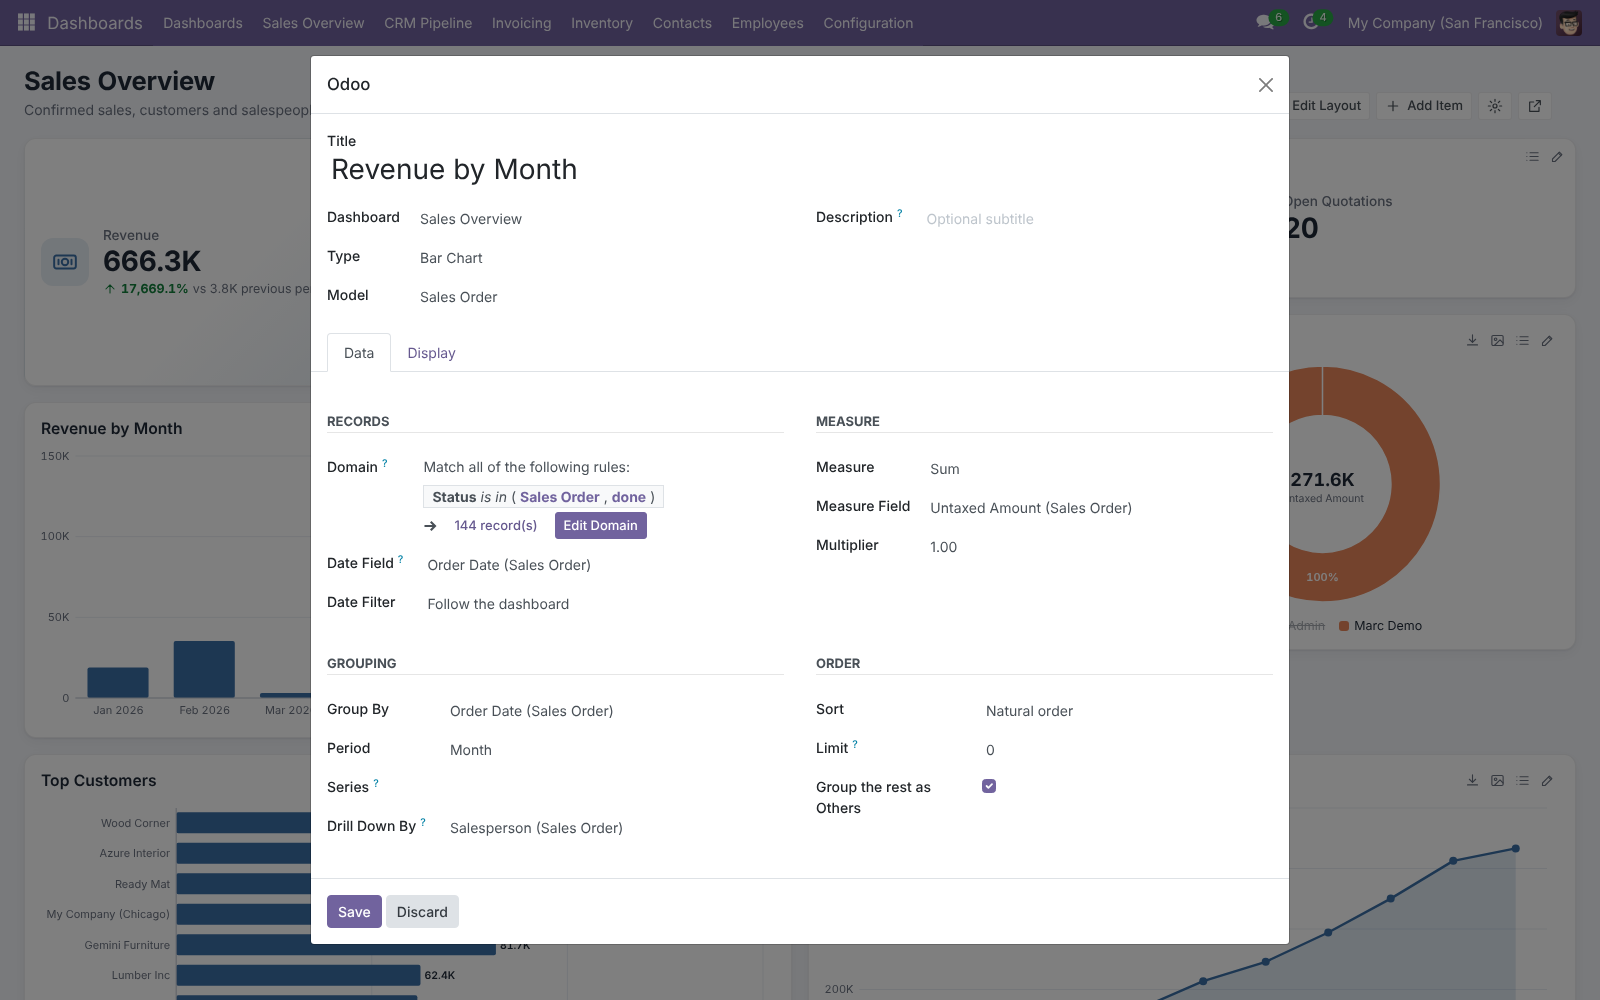 Dashboards Dashboards Sales Overview CRM Pipeline Invoicing Inventory Contacts Employees Configuration 6 4 My Company (San Francisco)
Sales Overview
Confirmed sales, customers and
Edit Layout + Add Item
Revenue
666.3K
↑ 17,669.1% vs 3.8K previous
Open Quotations
20
Revenue by Month
150K
100K
50K
0
Jan 2026 Feb 2026 Mar
271.6K
Untaxed Amount
100%
Admin Marc Demo
Top Customers
Wood Corner
Azure Interior
Ready Mat
My Company (Chicago)
Gemini Furniture 81.7K
Lumber Inc 62.4K
200K
Odoo
Title
Revenue by Month
Dashboard Sales Overview
Description ? Optional subtitle
Type Bar Chart
Model Sales Order
Data Display
RECORDS
Domain ? Match all of the following rules:
Status is in ( Sales Order , done )
→ 144 record(s) Edit Domain
Date Field ? Order Date (Sales Order)
Date Filter Follow the dashboard
MEASURE
Measure Sum
Measure Field Untaxed Amount (Sales Order)
Multiplier 1.00
GROUPING
Group By Order Date (Sales Order)
Period Month
Series ?
Drill Down By ? Salesperson (Sales Order)
ORDER
Sort Natural order
Limit ? 0
Group the rest as
Others
Save Discard